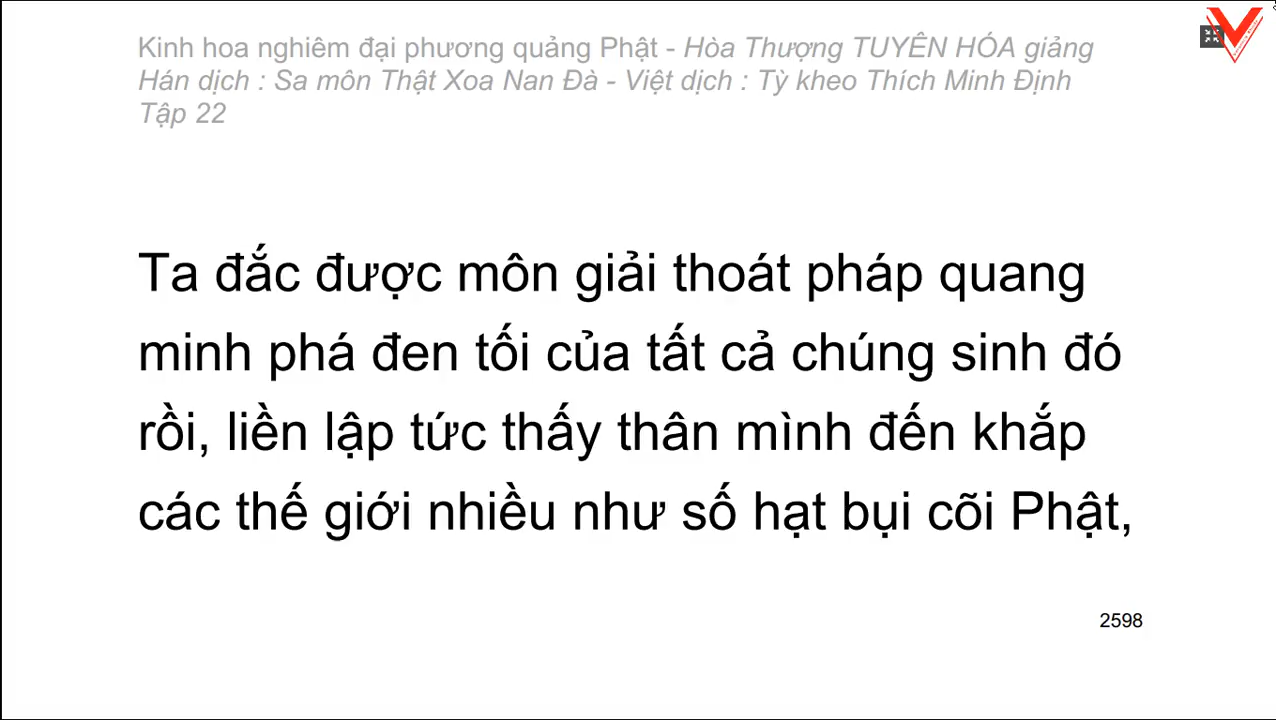 Kinh hoa nghiêm đại phương quảng Phật - Hòa Thượng TUYÊN HÓA giảng
Hán dịch : Sa môn Thật Xoa Nan Đà - Việt dịch : Tỳ kheo Thích Minh Định
Tập 22
Ta đắc được môn giải thoát pháp quang
minh phá đen tối của tất cả chúng sinh đó
rồi, liền lập tức thấy thân mình đến khắp
các thế giới nhiều như số hạt bụi cõi Phật,
2598